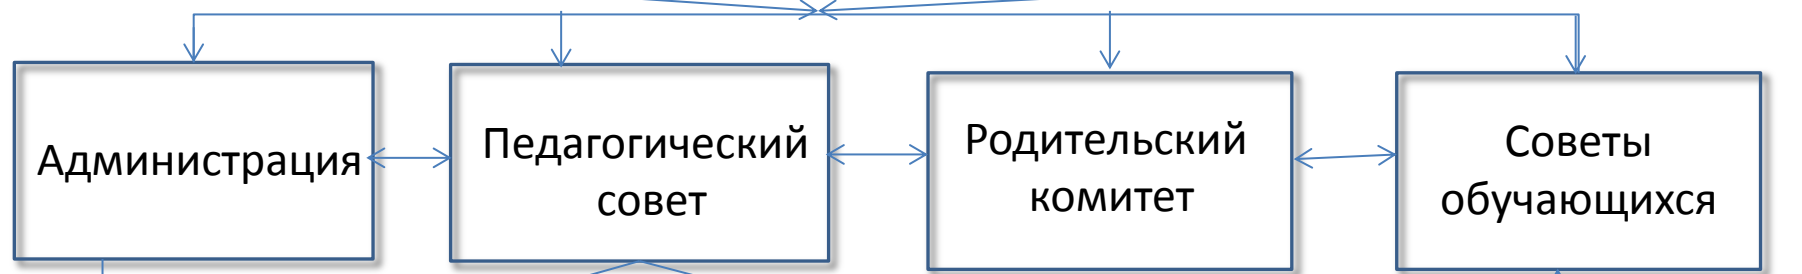 Администрация
Педагогический
совет
Родительский
комитет
Советы
обучающихся